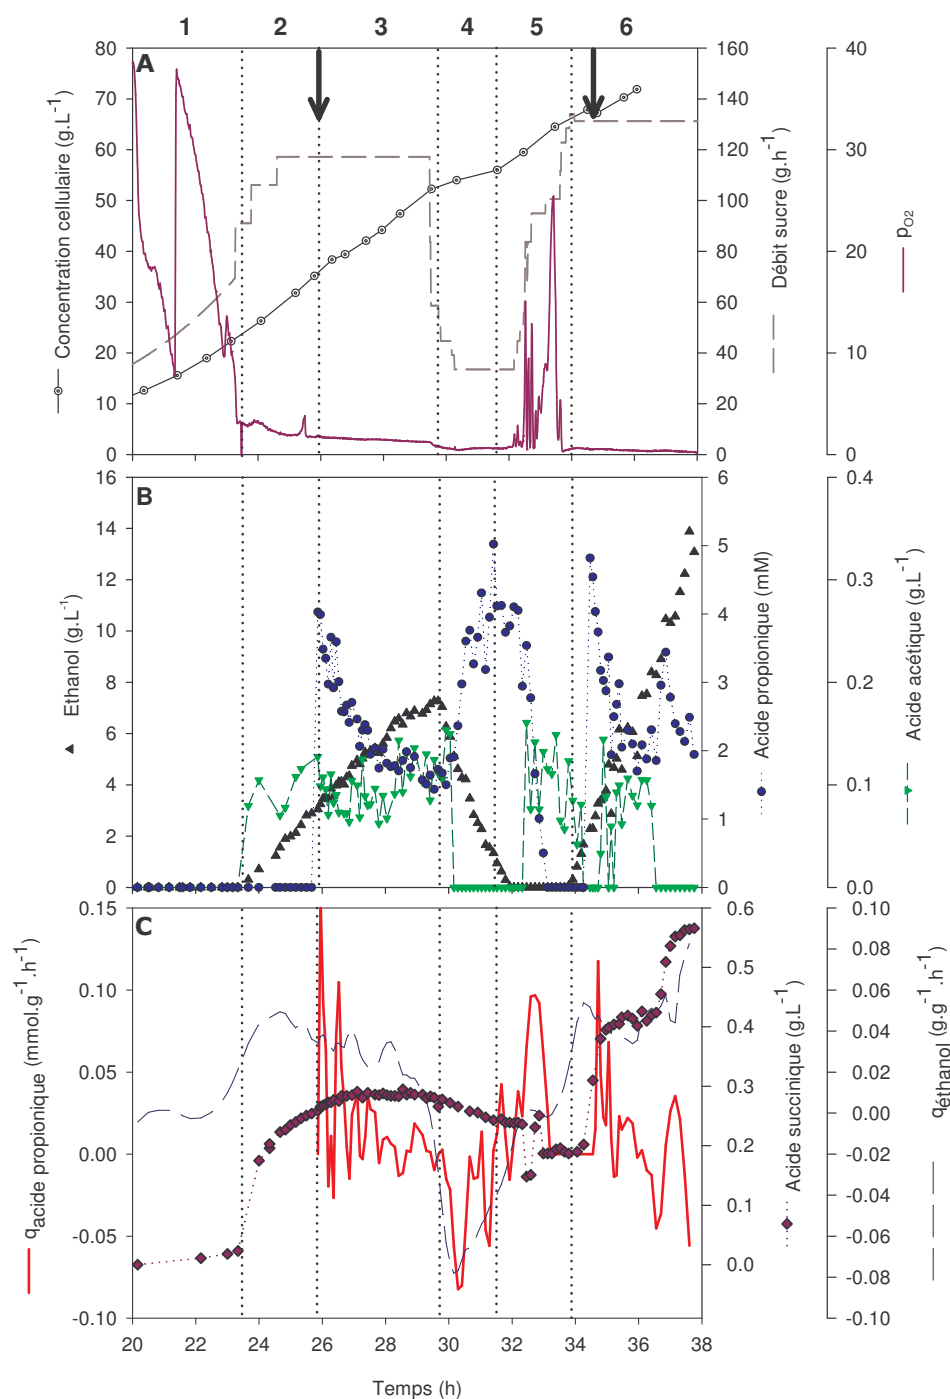 1 2 3 4 5 6
A
80 70 60 50 40 30 20 10 0
Concentration cellulaire (g.L-1)
160 140 120 100 80 60 40 20 0
Débit sucre (g.h-1)
40 30 20 10 0
pO2
B
16 14 12 10 8 6 4 2 0
Ethanol (g.L-1)
6 5 4 3 2 1 0
Acide propionique (mM)
0.4 0.3 0.2 0.1 0.0
Acide acétique (g.L-1)
C
0.15 0.10 0.05 0.00 -0.05 -0.10
qacide propionique (mmol.g-1.h-1)
0.6 0.5 0.4 0.3 0.2 0.1 0.0
Acide succinique (g.L-1)
0.10 0.08 0.06 0.04 0.02 0.00 -0.02 -0.04 -0.06 -0.08 -0.10
qéthanol (g.g-1.h-1)
20 22 24 26 28 30 32 34 36 38
Temps (h)